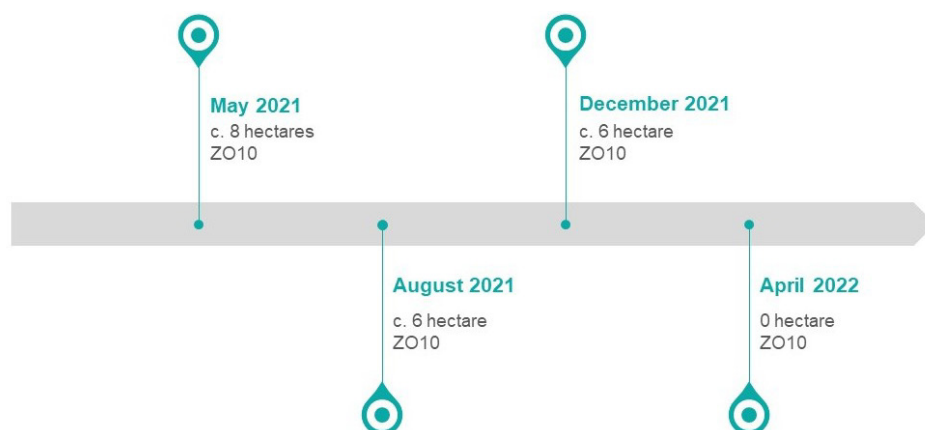 May 2021
c. 8 hectares
ZO10
December 2021
c. 6 hectare
ZO10
August 2021
c. 6 hectare
ZO10
April 2022
0 hectare
ZO10